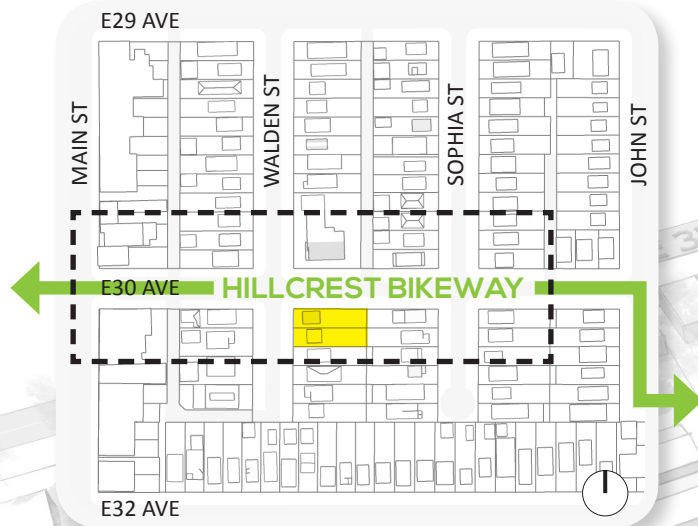 E29 AVE
MAIN ST
WALDEN ST
SOPHIA ST
JOHN ST
E30 AVE
HILLCREST BIKEWAY
E32 AVE